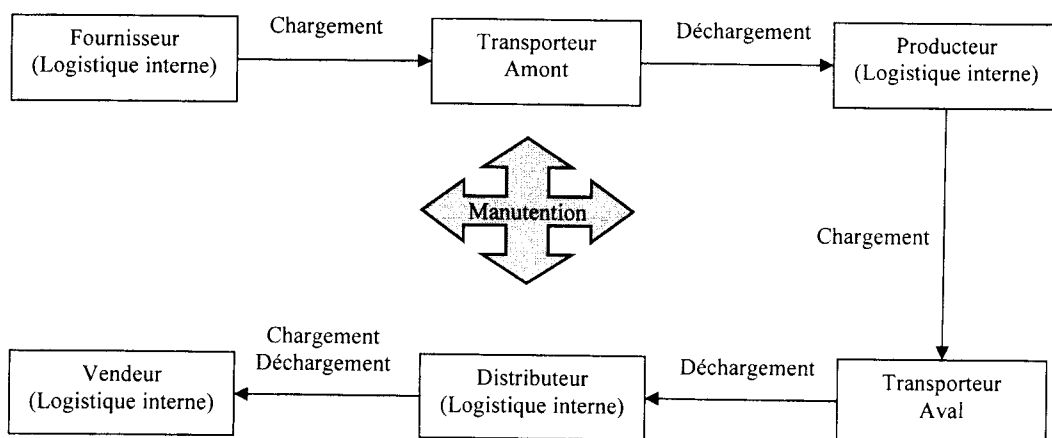 Fournisseur
(Logistique interne)
Chargement
Transporteur
Amont
Déchargement
Producteur
(Logistique interne)
Manutention
Chargement
Vendeur
(Logistique interne)
Chargement
Déchargement
Distributeur
(Logistique interne)
Déchargement
Transporteur
Aval